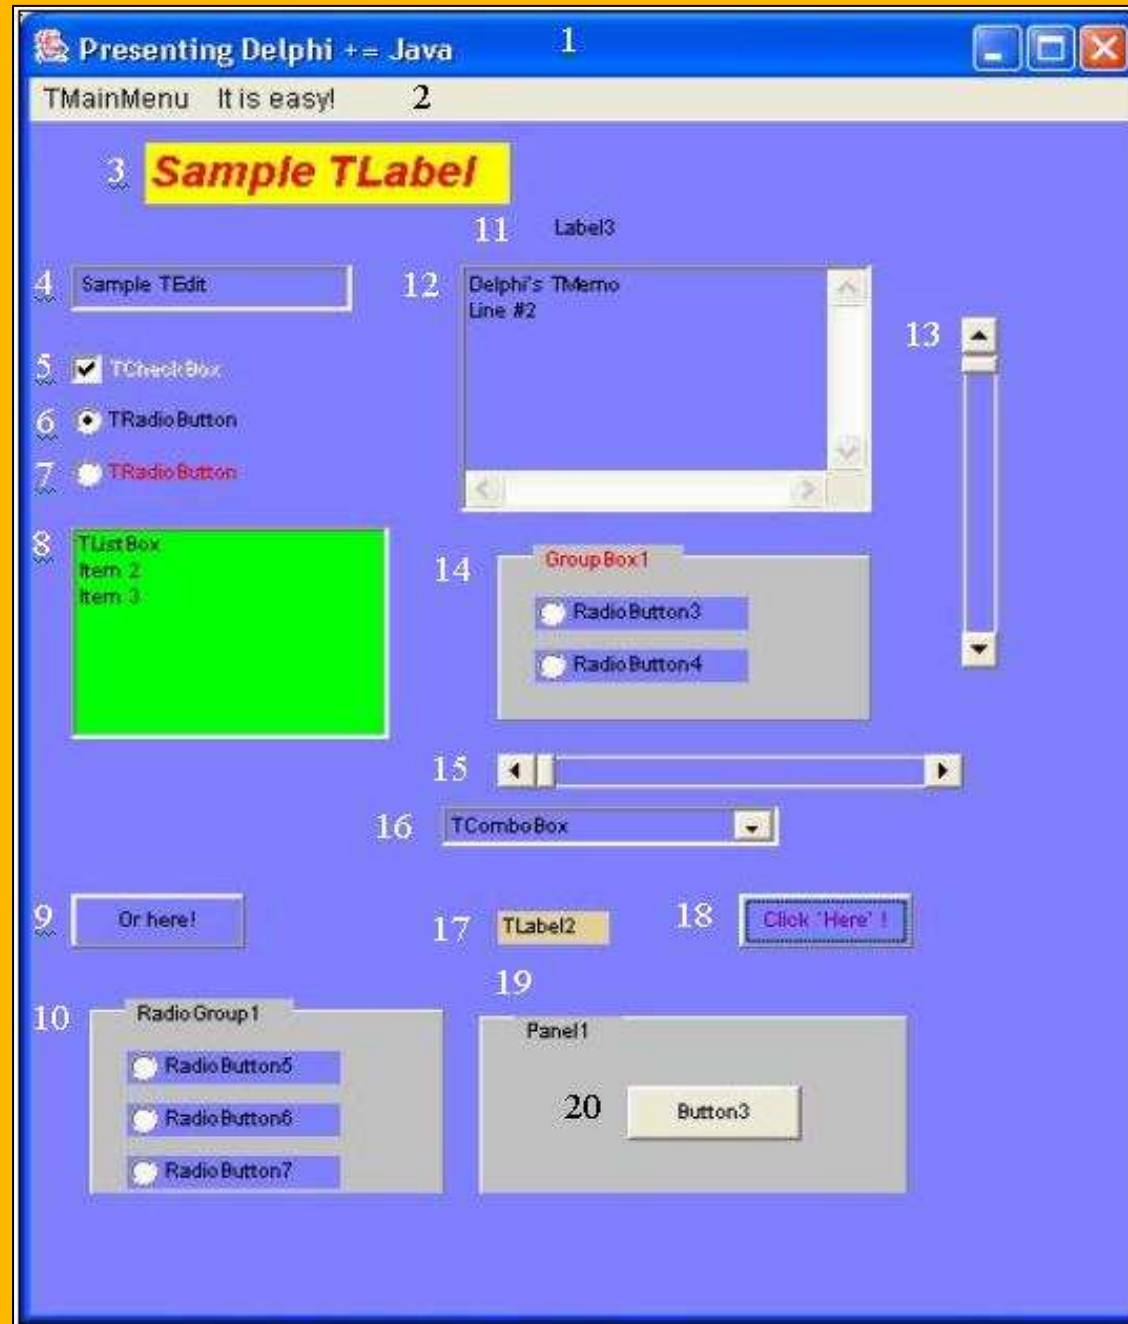 Presenting Delphi += Java 1
TMainMenu It is easy! 2
3 Sample TLabel
11 Label3
4 Sample TEdit
12 Delphi's TMemo
Line #2
13
5 TCheckBox
6 TRadioButton
7 TRadioButton
8 TListBox
Item 2
Item 3
14 GroupBox1
RadioButton3
RadioButton4
15
16 TComboBox
9 Or here!
17 TLabel2
18 Click 'Here' !
19
10 RadioGroup1
RadioButton5
RadioButton6
RadioButton7
Panel1
20 Button3